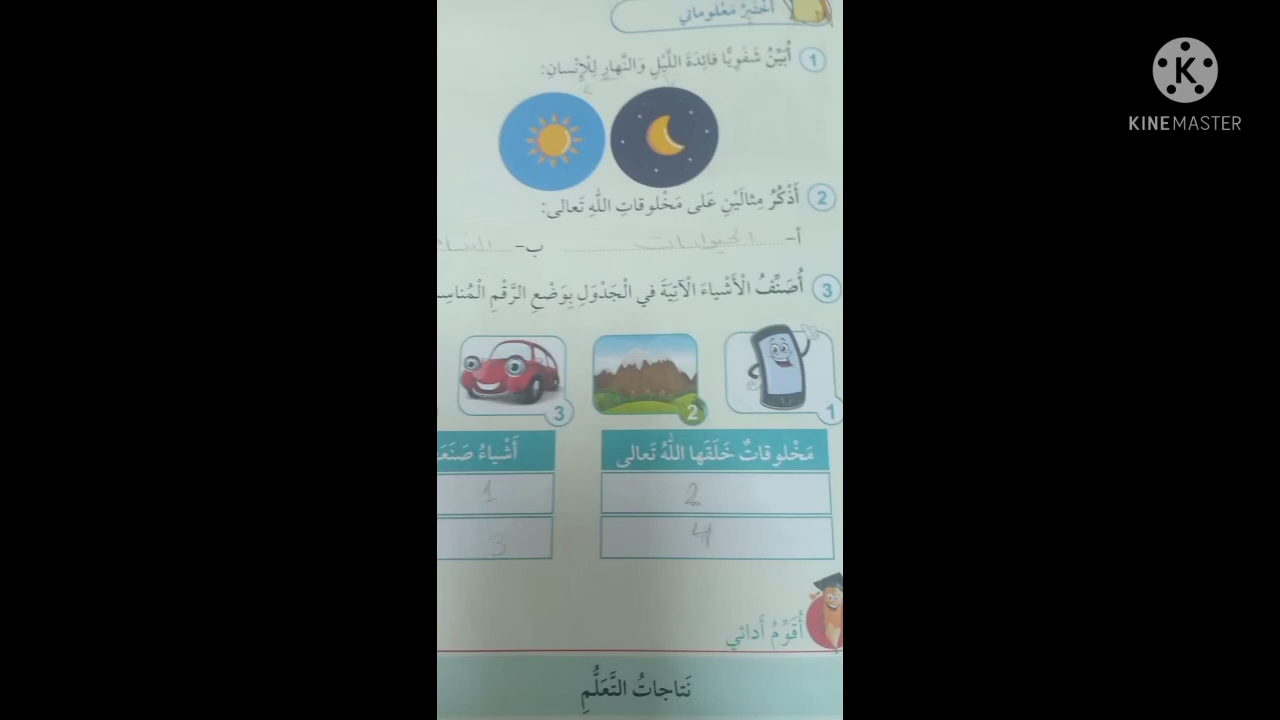 أَخْتَبِرُ مَعْلوماتي
1 أُبَيِّنُ شَفَوِيًّا فائِدَةَ اللَّيْلِ وَالنَّهارِ لِلْإِنْسانِ:
2 أَذْكُرُ مِثالَيْنِ عَلى مَخْلوقاتِ اللّٰهِ تَعالى:
أ- الحيوانات ب-
3 أُصَنِّفُ الْأَشْياءَ الْآتِيَةَ في الْجَدْوَلِ بِوَضْعِ الرَّقْمِ
1 2 3
مَخْلوقاتٌ خَلَقَها اللّٰهُ تَعالى أَشْياءُ
2 1
4 3
أُقَوِّمُ أَدائي
نَتاجاتُ التَّعَلُّمِ
K
KINEMASTER